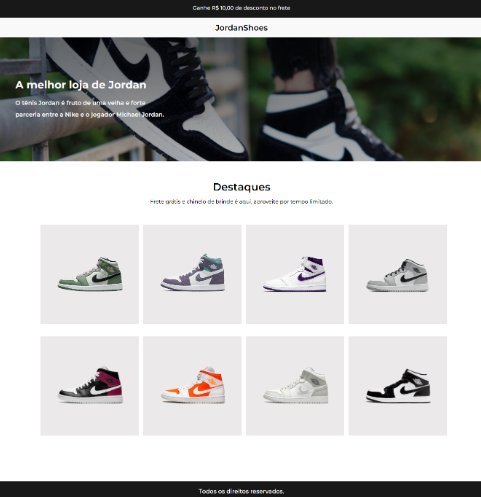 Ganhe R$ 10,00 de desconto no frete
JordanShoes
A melhor loja de Jordan
O tênis Jordan é fruto de uma velha e forte
parceria entre a Nike e o jogador Michael Jordan.
Destaques
Frete grátis e chinelo de brinde é aqui, aproveite por tempo limitado.
Todos os direitos reservados.